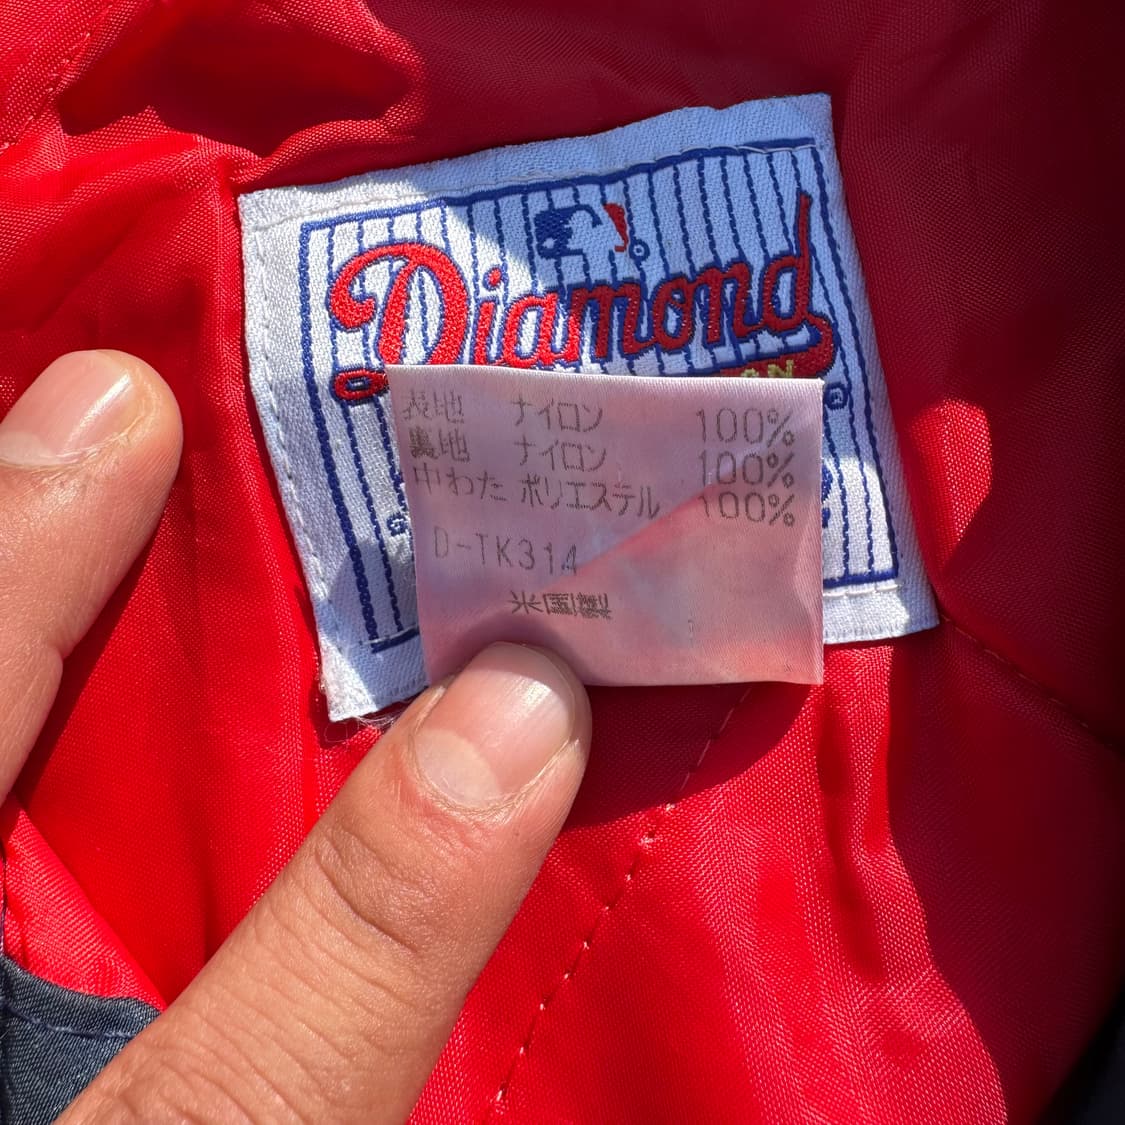 Diamond
表地 ナイロン 100%
裏地 ナイロン 100%
中わた ポリエステル 100%
D-TK314
米国製